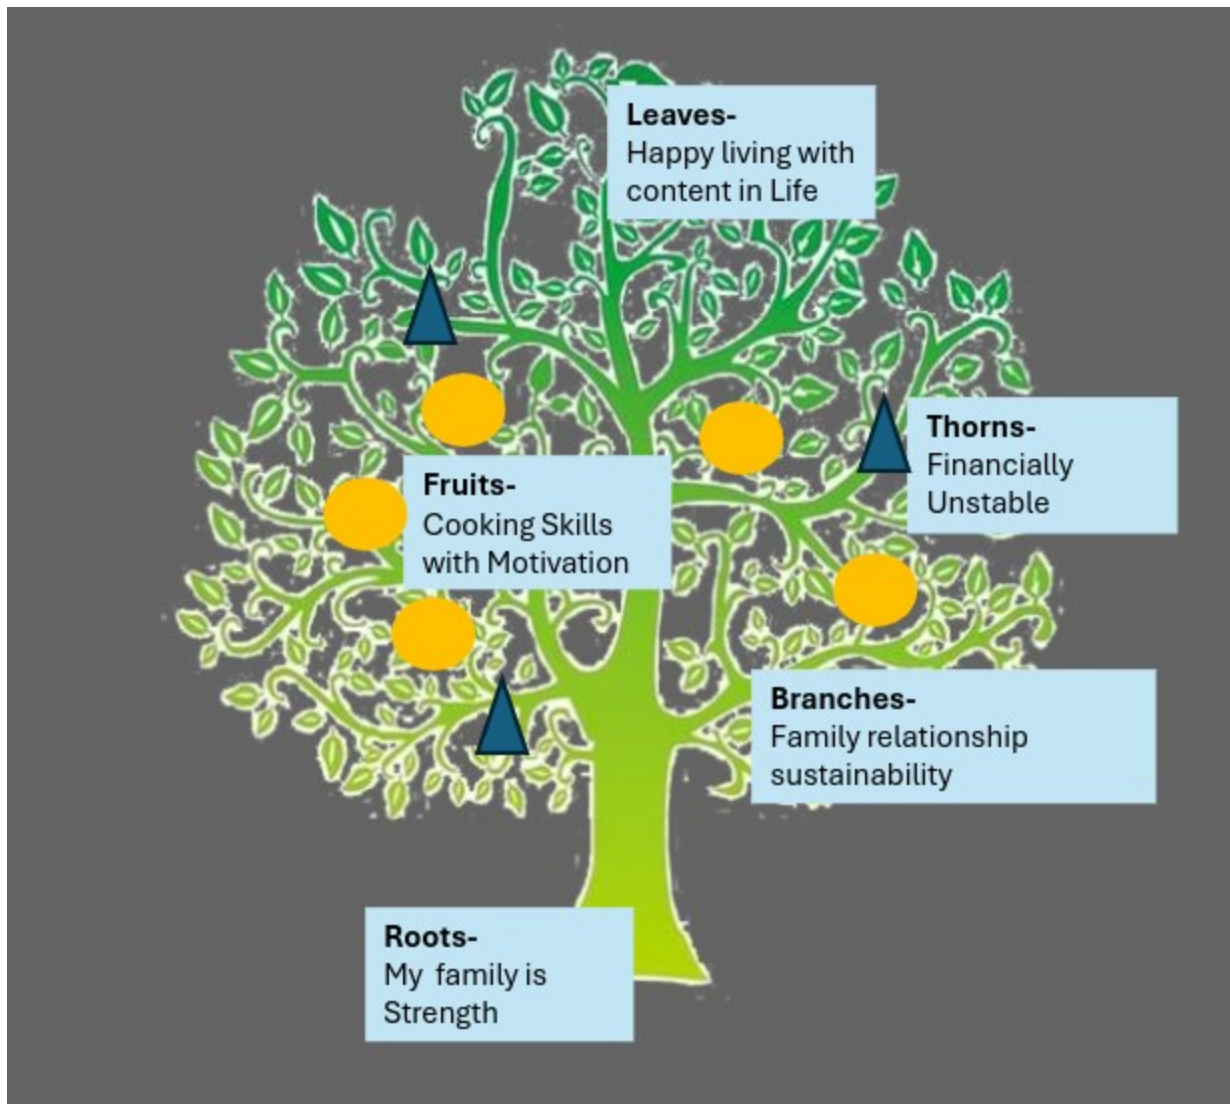 Leaves-
Happy living with
content in Life
Thorns-
Financially
Unstable
Fruits-
Cooking Skills
with Motivation
Branches-
Family relationship
sustainability
Roots-
My  family is
Strength